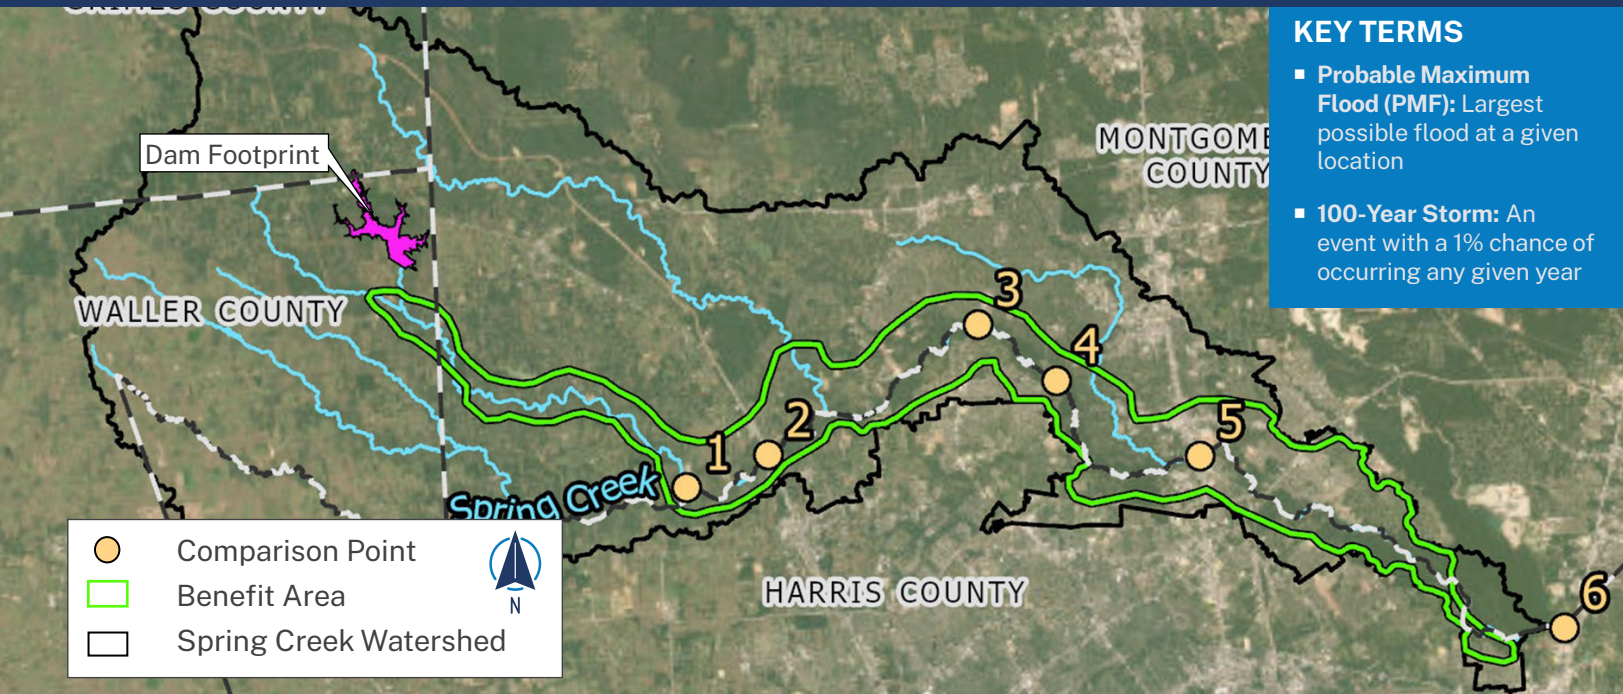 GRIMES COUNTY
KEY TERMS
▪ Probable Maximum
Flood (PMF): Largest
possible flood at a given
location
▪ 100-Year Storm: An
event with a 1% chance of
occurring any given year
MONTGOME
COUNTY
Dam Footprint
WALLER COUNTY
3
4
5
2
1
Spring Creek
6
HARRIS COUNTY
Comparison Point
Benefit Area
Spring Creek Watershed
N